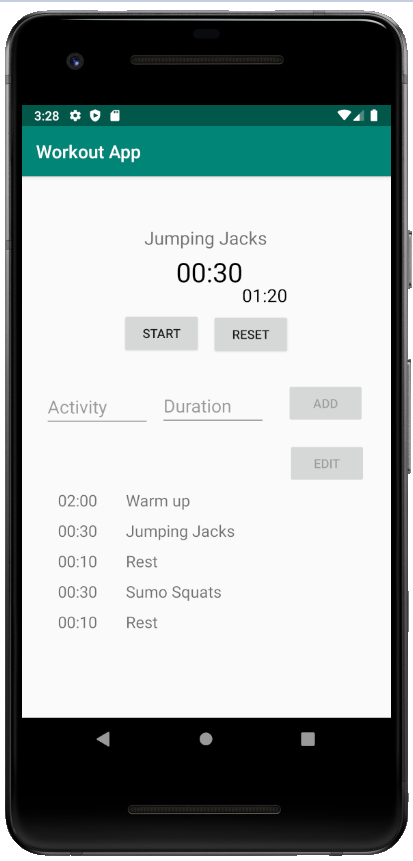 3:28
Workout App
Jumping Jacks
00:30
01:20
START RESET
Activity Duration ADD
EDIT
02:00 Warm up
00:30 Jumping Jacks
00:10 Rest
00:30 Sumo Squats
00:10 Rest